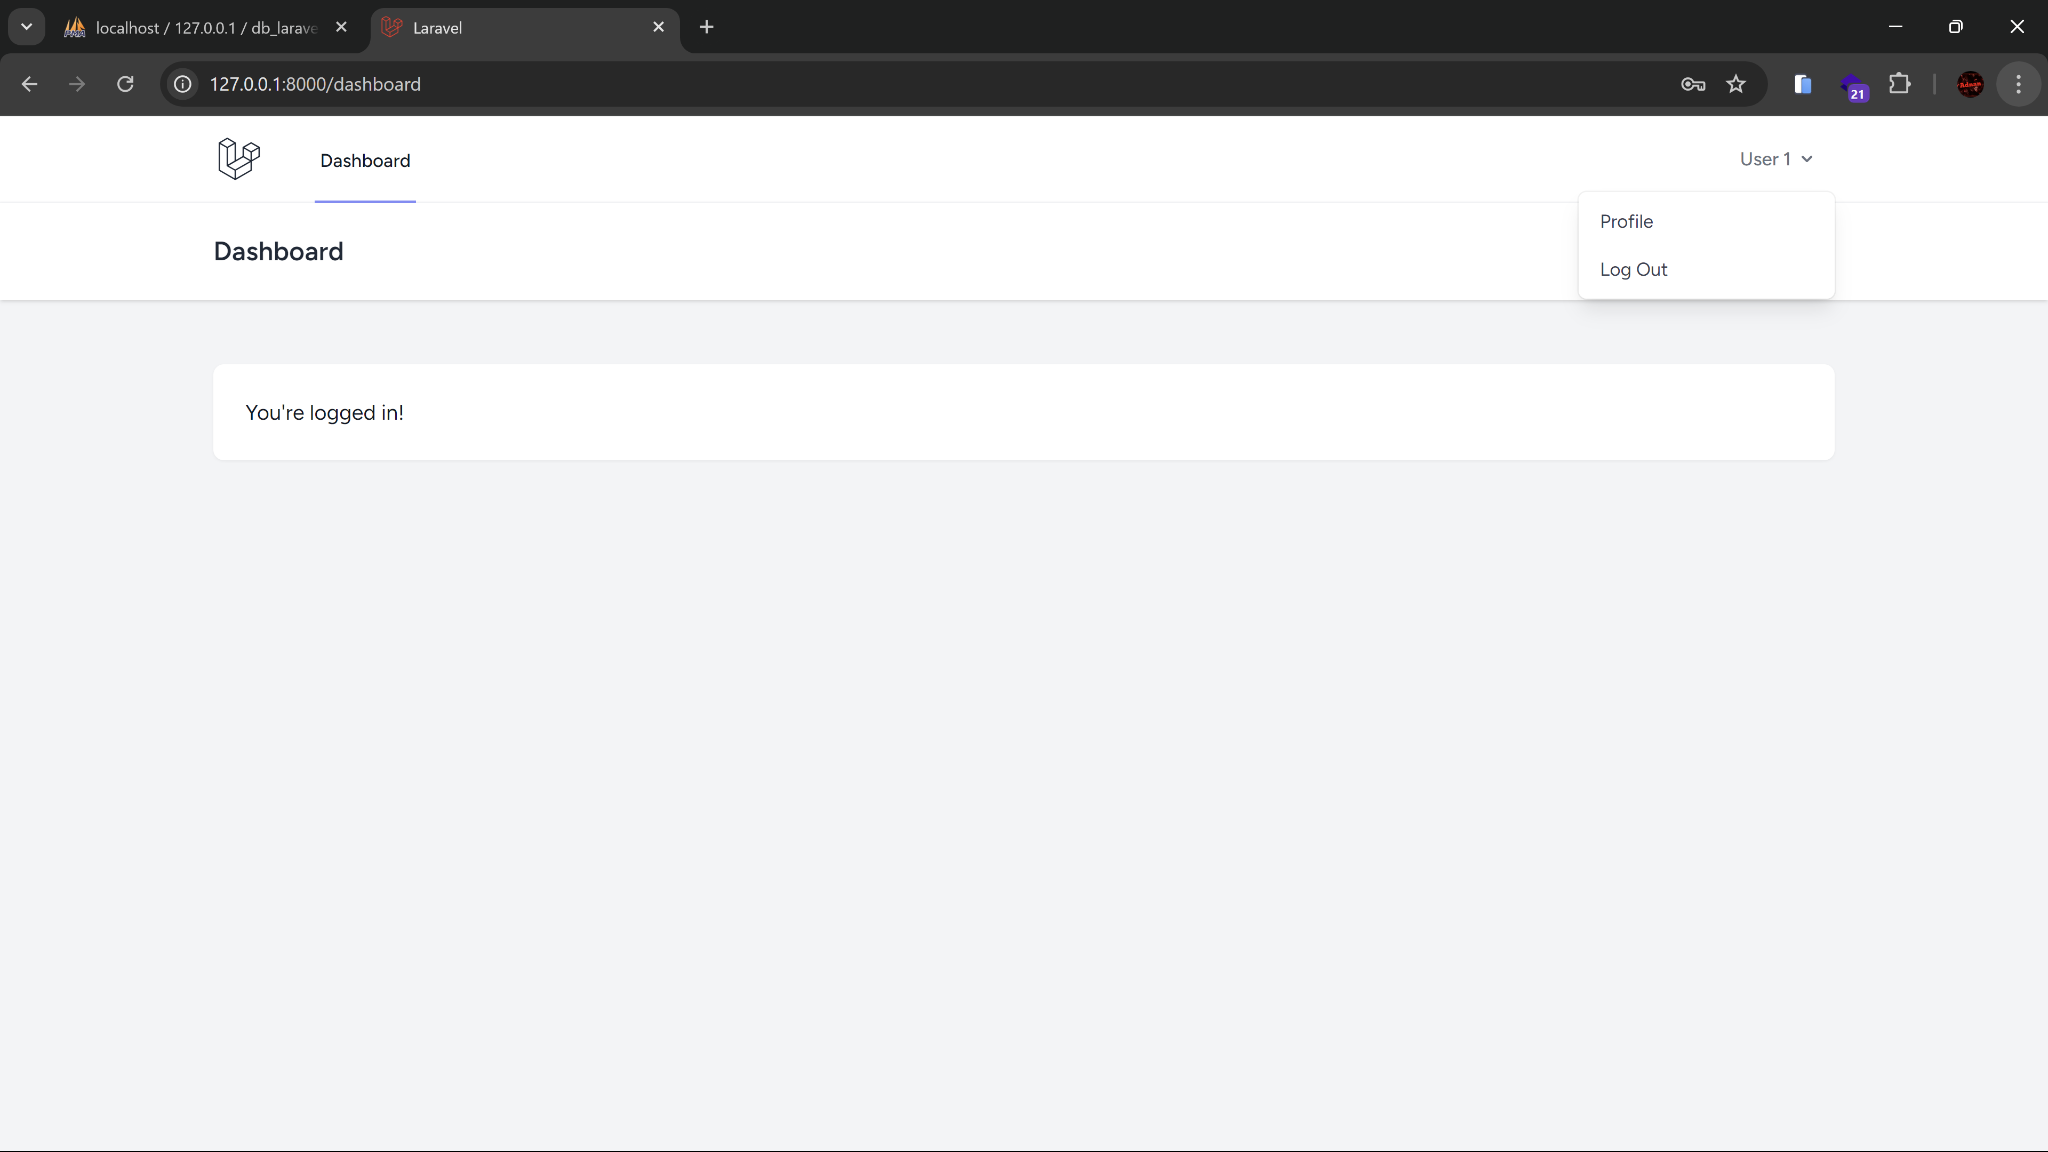 localhost / 127.0.0.1 / db_larave
Laravel
127.0.0.1:8000/dashboard
21
Dashboard
User 1
Profile
Log Out
Dashboard
You're logged in!